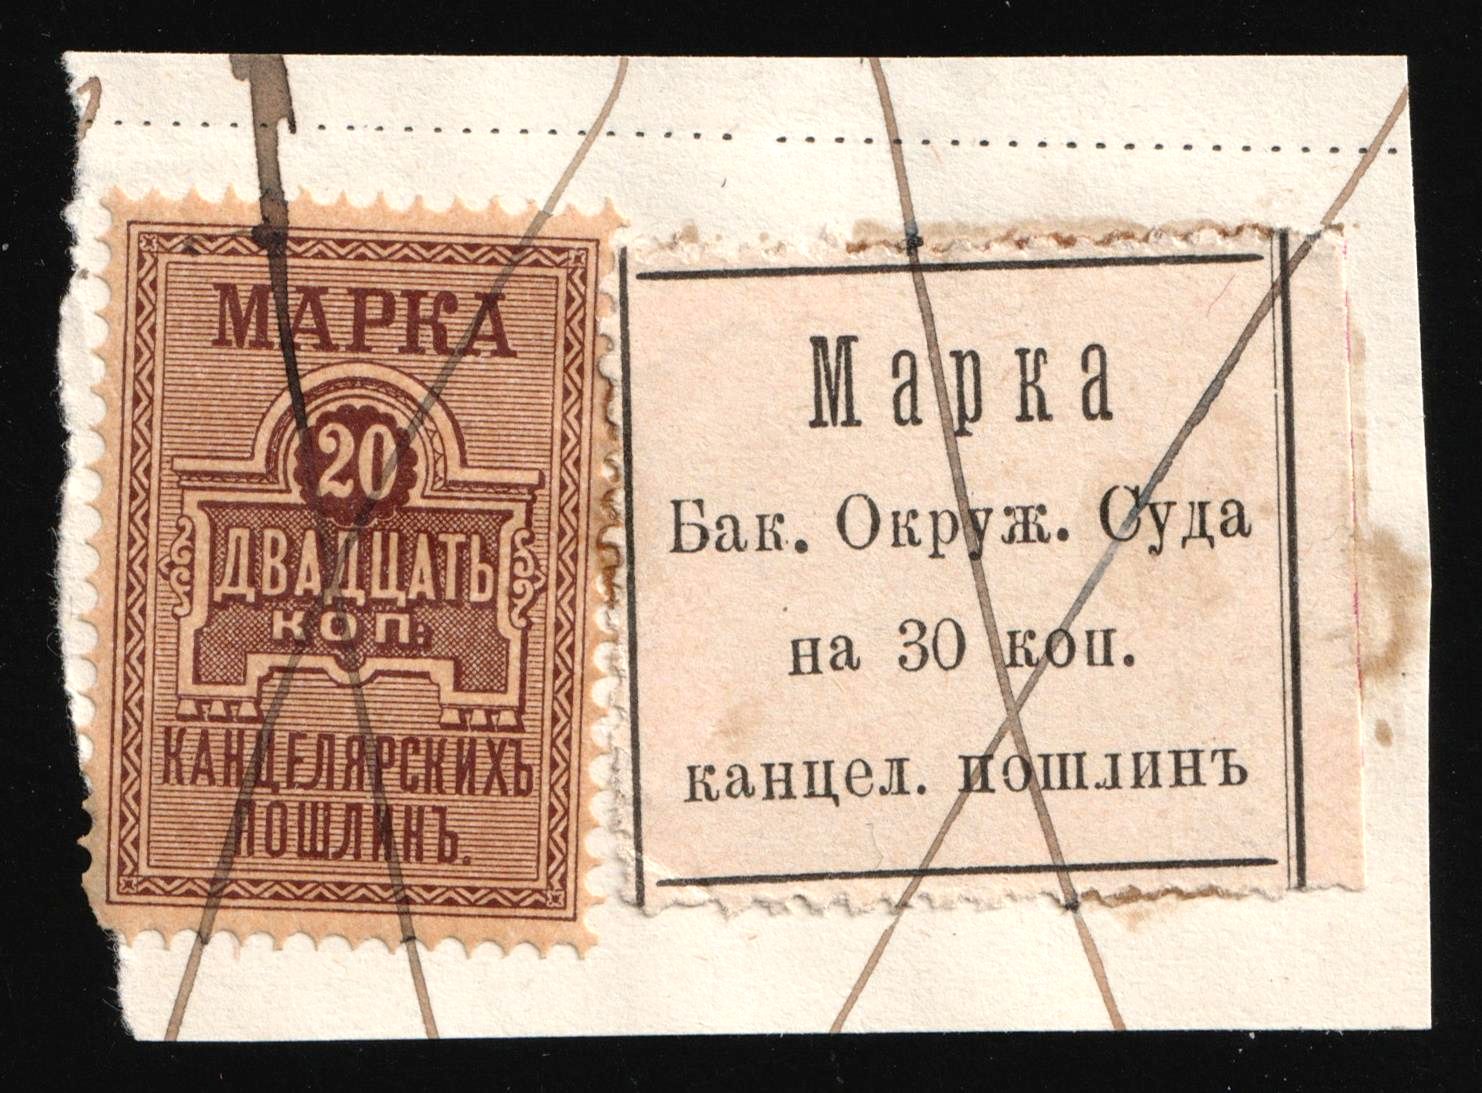 МАРКА
20
ДВАДЦАТЬ
КОП:
КАНЦЕЛЯРСКИХЪ
ПОШЛИНЪ.
Марка
Бак. Окруж. Суда
на 30 коп.
канцел. пошлинъ